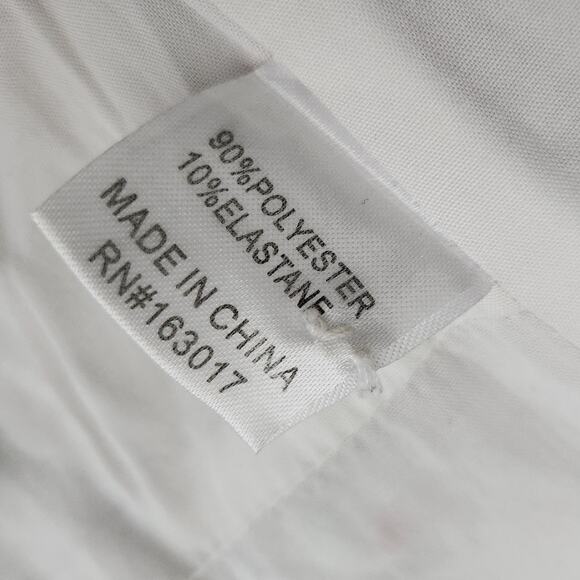 90%POLYESTER
10%ELASTANE
MADE IN CHINA
RN#163017